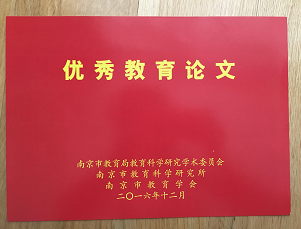 优秀教育论文
南京市教育局教育科学研究学术委员会
南京市教育科学研究所
南京市教育学会
二〇一六年十二月